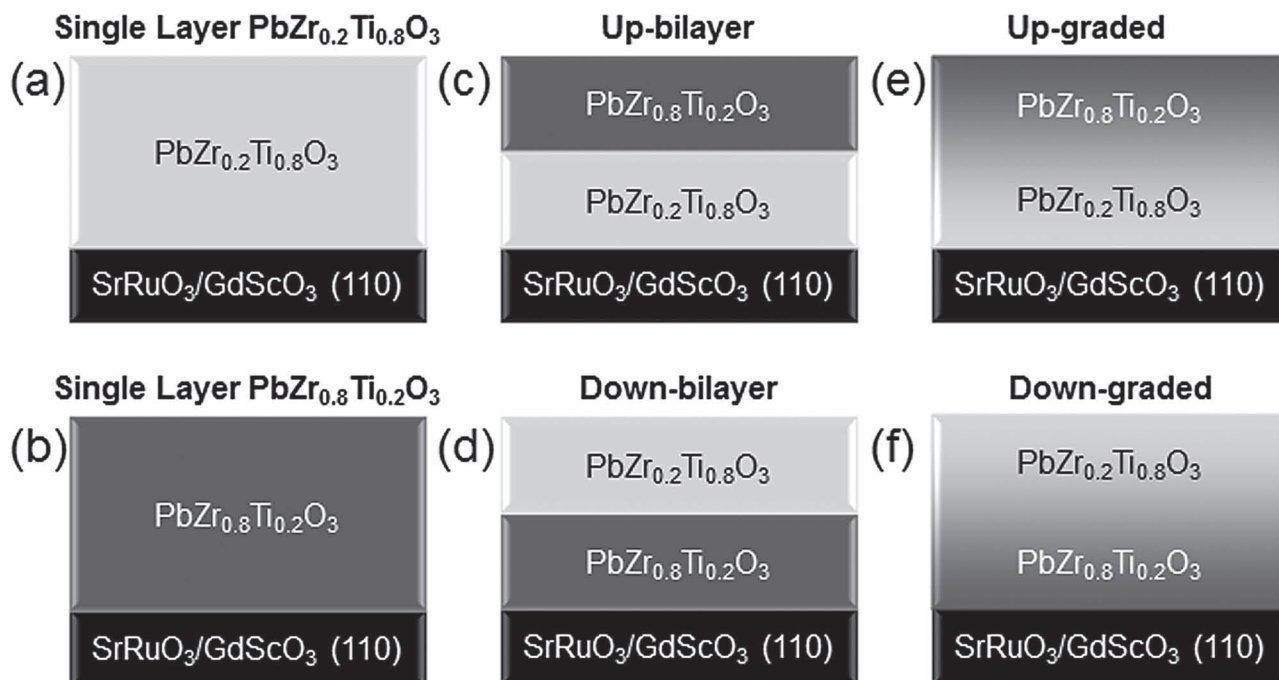 Single Layer PbZr0.2Ti0.8O3
(a)
PbZr0.2Ti0.8O3
SrRuO3/GdScO3 (110)
Up-bilayer
(c)
PbZr0.8Ti0.2O3
PbZr0.2Ti0.8O3
SrRuO3/GdScO3 (110)
Up-graded
(e)
PbZr0.8Ti0.2O3
PbZr0.2Ti0.8O3
SrRuO3/GdScO3 (110)
Single Layer PbZr0.8Ti0.2O3
(b)
PbZr0.8Ti0.2O3
SrRuO3/GdScO3 (110)
Down-bilayer
(d)
PbZr0.2Ti0.8O3
PbZr0.8Ti0.2O3
SrRuO3/GdScO3 (110)
Down-graded
(f)
PbZr0.2Ti0.8O3
PbZr0.8Ti0.2O3
SrRuO3/GdScO3 (110)